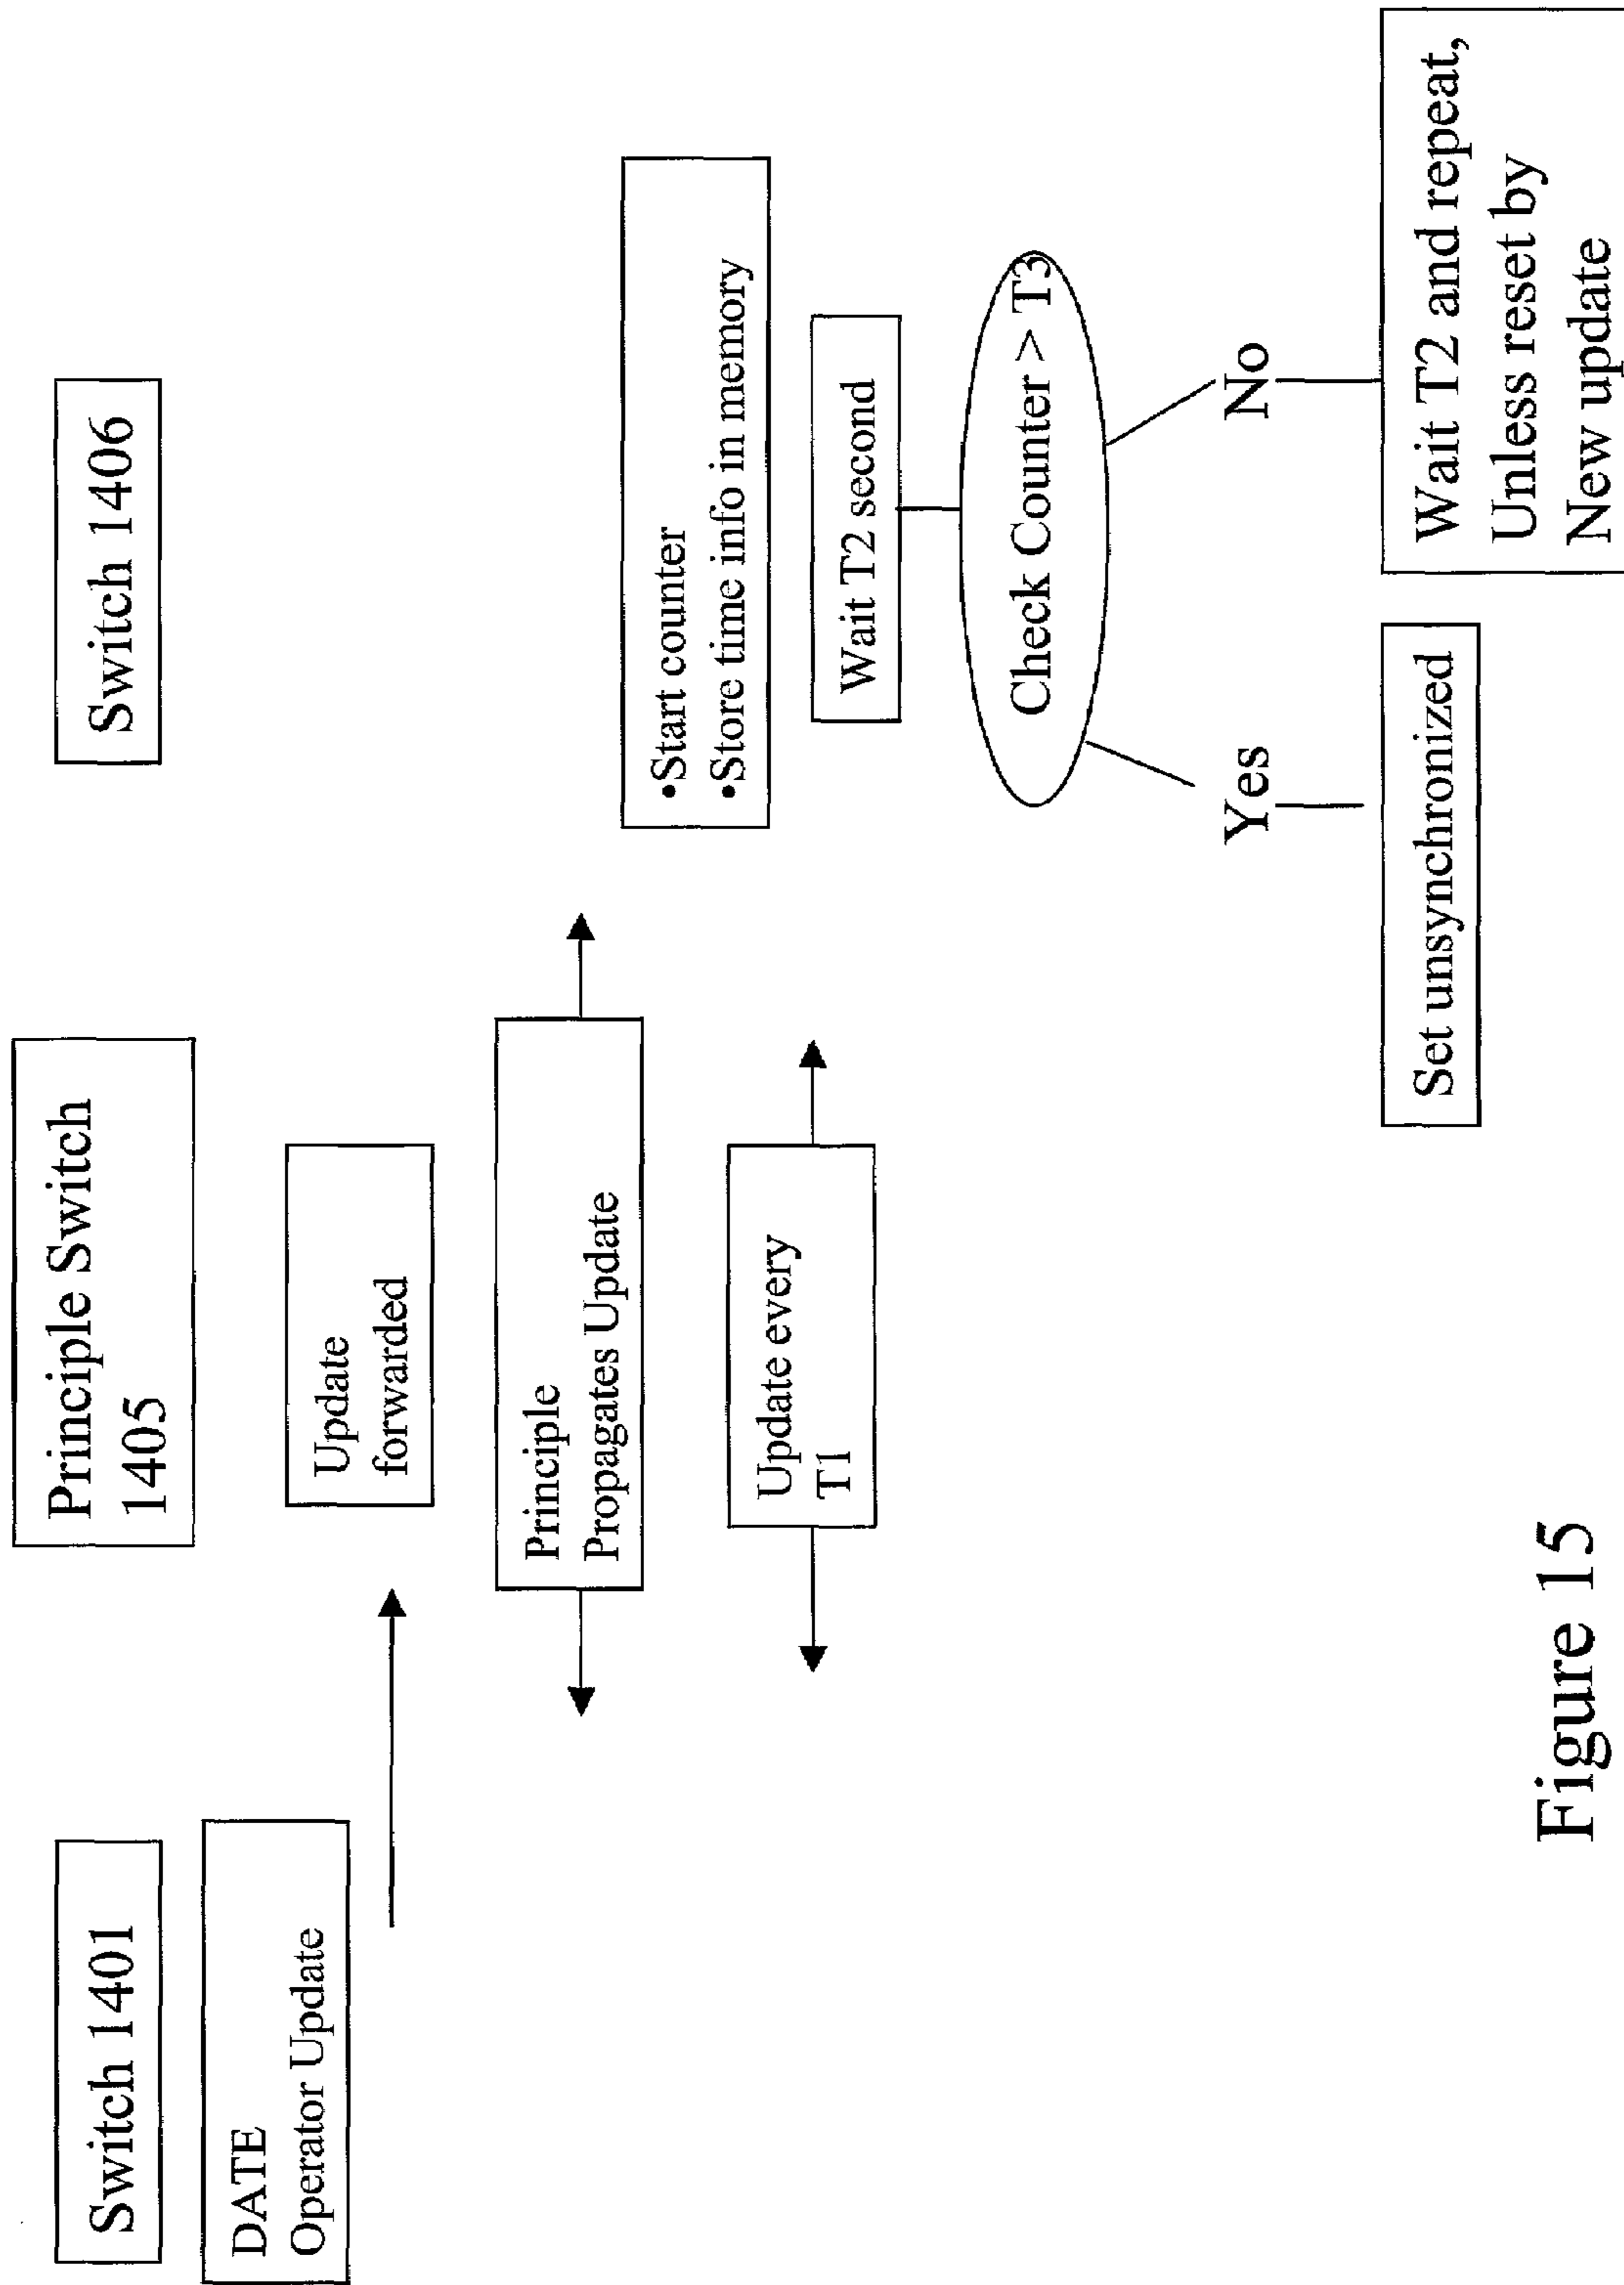 Switch 1401
Principle Switch
1405
Switch 1406
DATE
Operator Update
Update
forwarded
Principle
Propagates Update
Update every
T1
•Start counter
•Store time info in memory
Wait T2 second
Check Counter > T3
Yes
No
Set unsynchronized
Wait T2 and repeat,
Unless reset by
New update
Figure 15